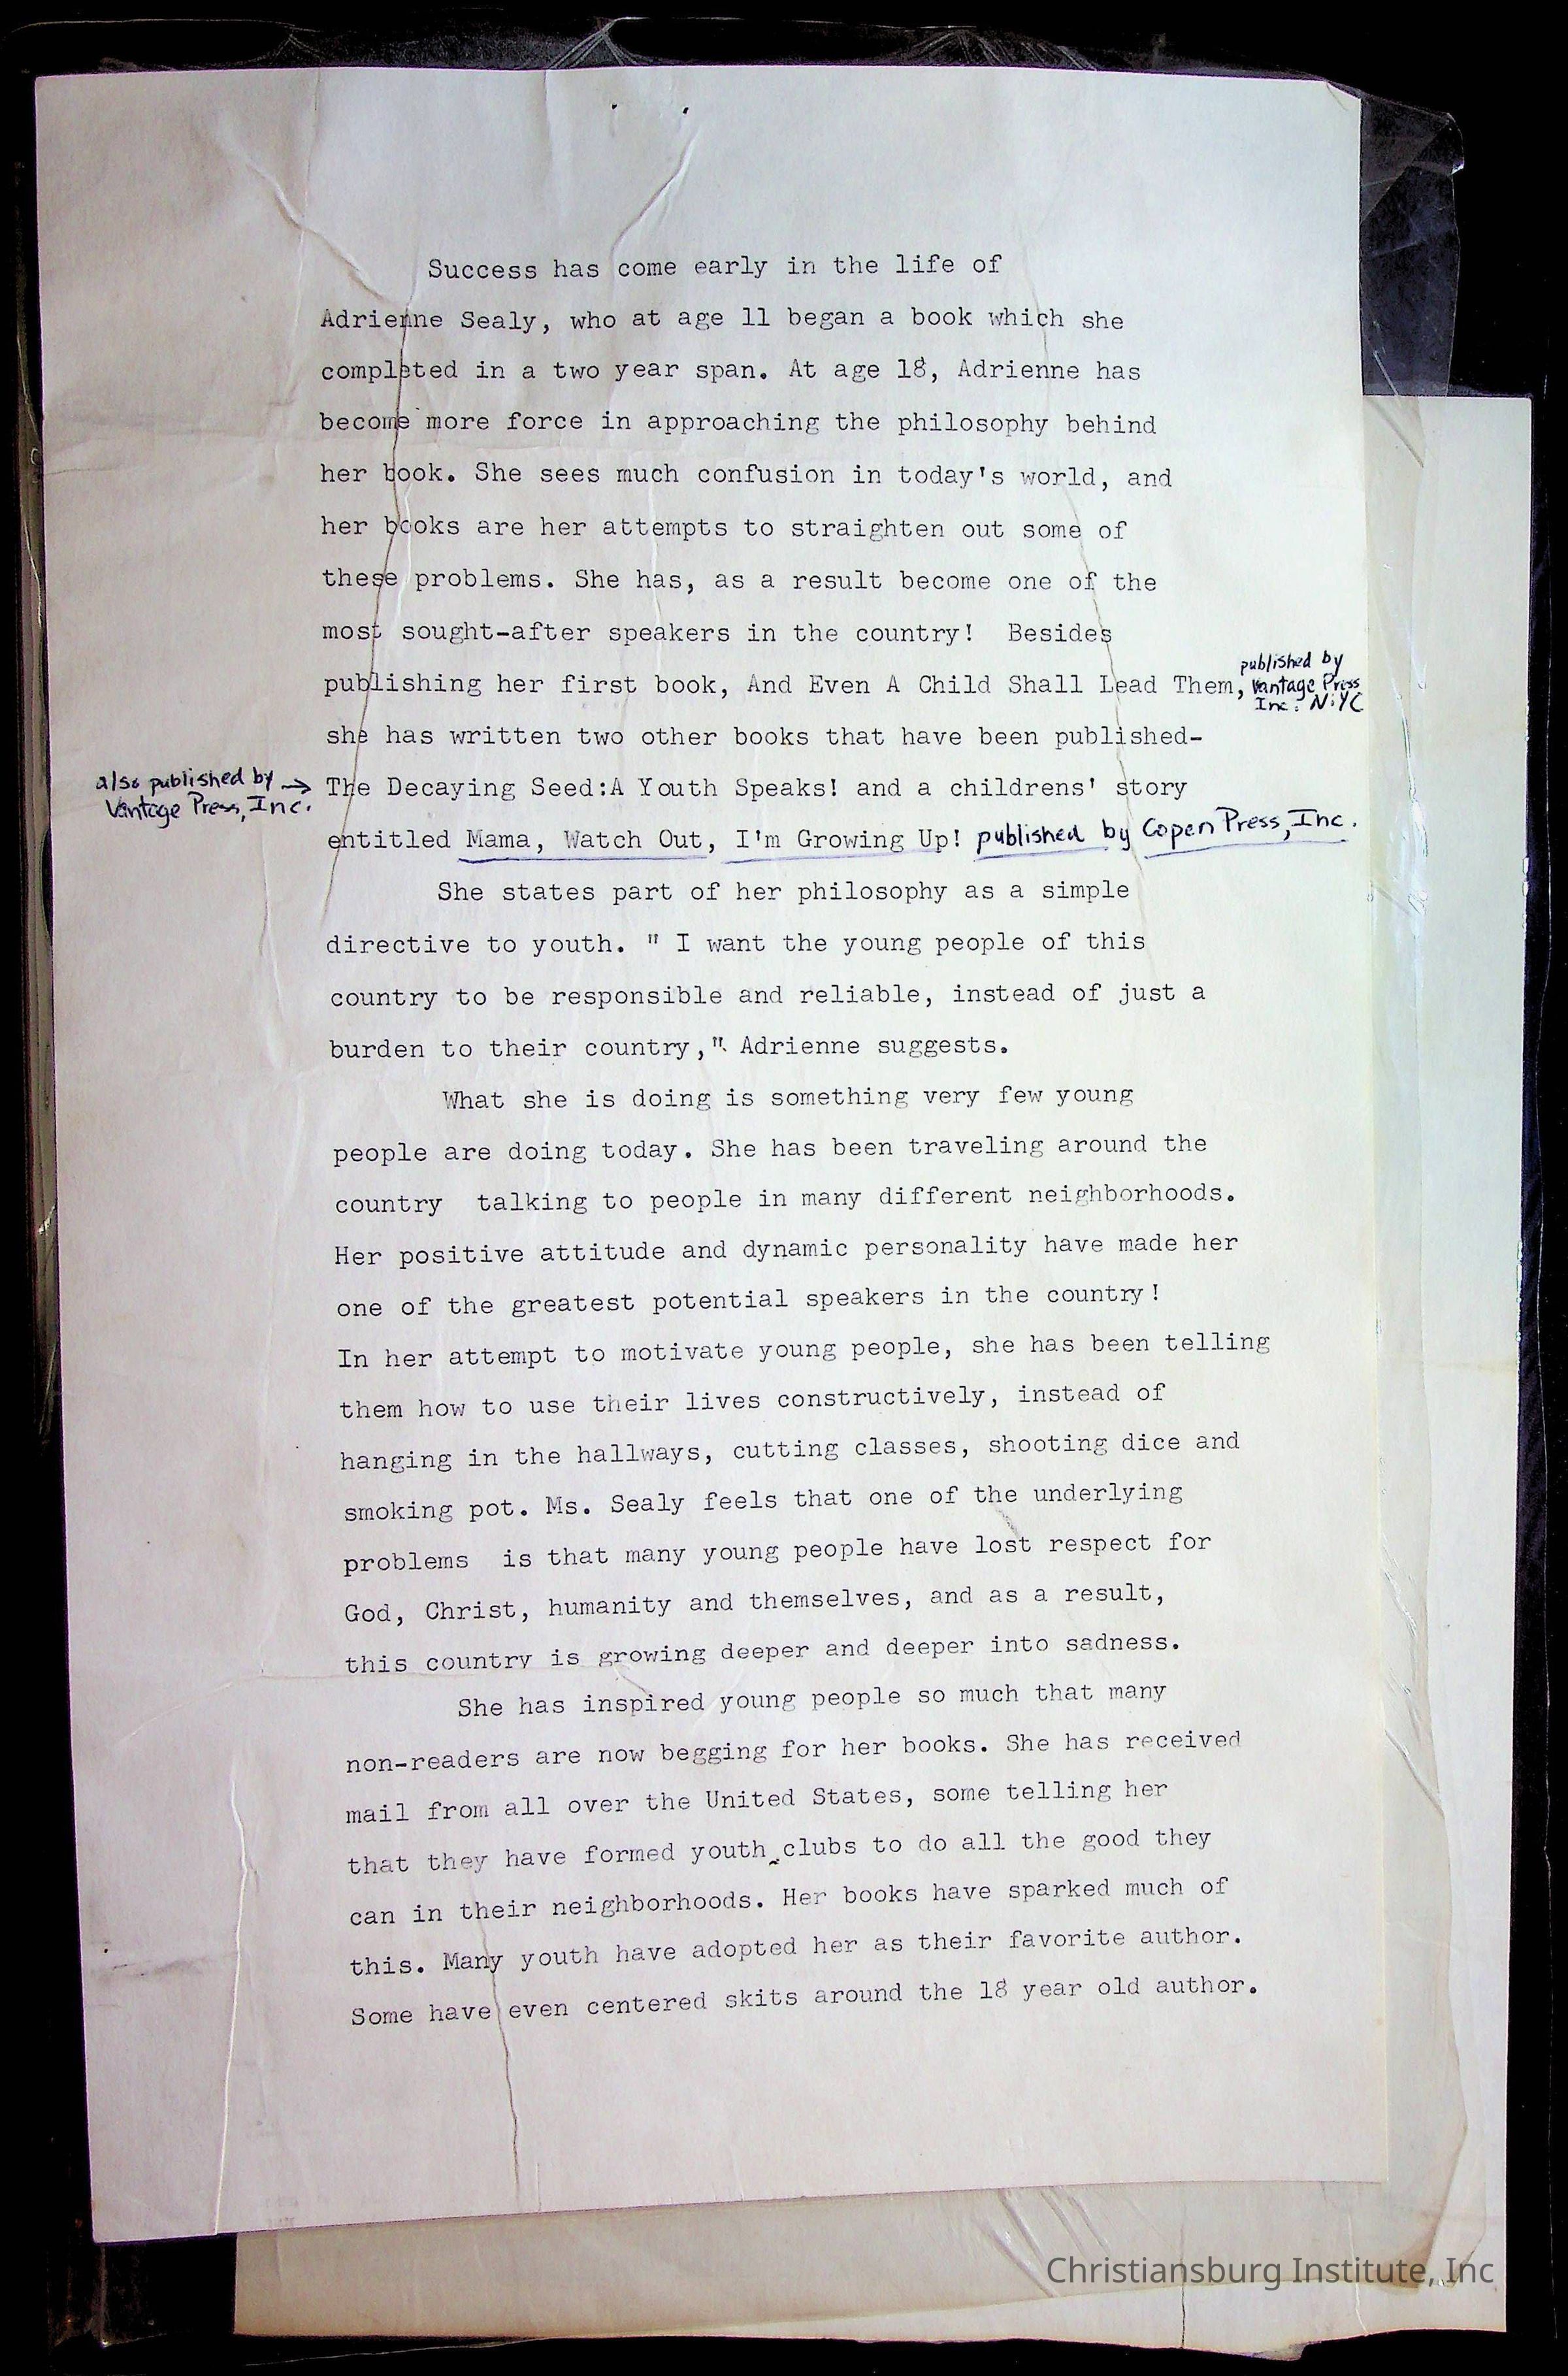 Success has come early in the life of
Adrienne Sealy, who at age 11 began a book which she
completed in a two year span. At age 18, Adrienne has
become more force in approaching the philosophy behind
her book. She sees much confusion in today's world, and
her books are her attempts to straighten out some of
these problems. She has, as a result become one of the
most sought-after speakers in the country! Besides
publishing her first book, And Even A Child Shall Lead Them, published by
Vantage Press
Inc. NYC
she has written two other books that have been published-
also published by →
Vantage Press, Inc.
The Decaying Seed:A Youth Speaks! and a childrens' story
entitled Mama, Watch Out, I'm Growing Up! published by Copen Press, Inc.
She states part of her philosophy as a simple
directive to youth. " I want the young people of this
country to be responsible and reliable, instead of just a
burden to their country," Adrienne suggests.
What she is doing is something very few young
people are doing today. She has been traveling around the
country talking to people in many different neighborhoods.
Her positive attitude and dynamic personality have made her
one of the greatest potential speakers in the country!
In her attempt to motivate young people, she has been telling
them how to use their lives constructively, instead of
hanging in the hallways, cutting classes, shooting dice and
smoking pot. Ms. Sealy feels that one of the underlying
problems is that many young people have lost respect for
God, Christ, humanity and themselves, and as a result,
this country is growing deeper and deeper into sadness.
She has inspired young people so much that many
non-readers are now begging for her books. She has received
mail from all over the United States, some telling her
that they have formed youth clubs to do all the good they
can in their neighborhoods. Her books have sparked much of
this. Many youth have adopted her as their favorite author.
Some have even centered skits around the 18 year old author.
Christiansburg Institute, Inc